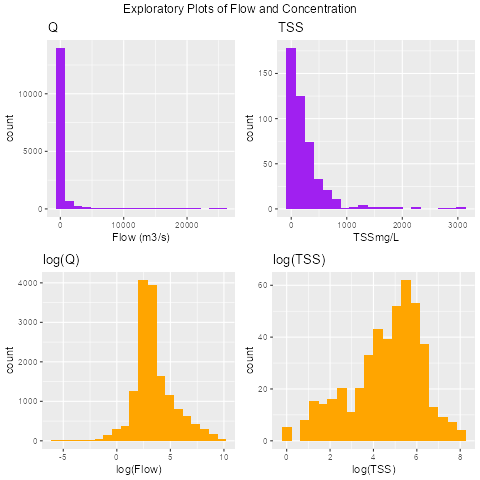 Exploratory Plots of Flow and Concentration
Q
count
10000
5000
0
0 10000 20000
Flow (m3/s)
TSS
count
150
100
50
0
0 1000 2000 3000
TSSmg/L
log(Q)
count
4000
3000
2000
1000
0
-5 0 5 10
log(Flow)
log(TSS)
count
60
40
20
0
0 2 4 6 8
log(TSS)